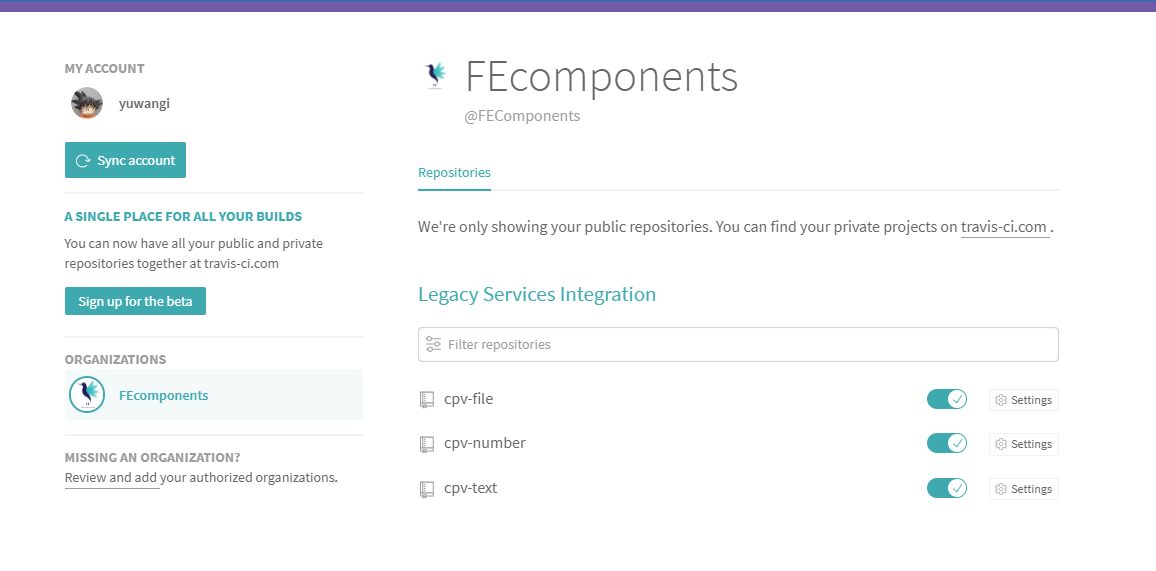 MY ACCOUNT
yuwangi
Sync account
A SINGLE PLACE FOR ALL YOUR BUILDS
You can now have all your public and private
repositories together at travis-ci.com
Sign up for the beta
ORGANIZATIONS
FEcomponents
MISSING AN ORGANIZATION?
Review and add your authorized organizations.
FEcomponents
@FEComponents
Repositories
We're only showing your public repositories. You can find your private projects on travis-ci.com .
Legacy Services Integration
Filter repositories
cpv-file
Settings
cpv-number
Settings
cpv-text
Settings